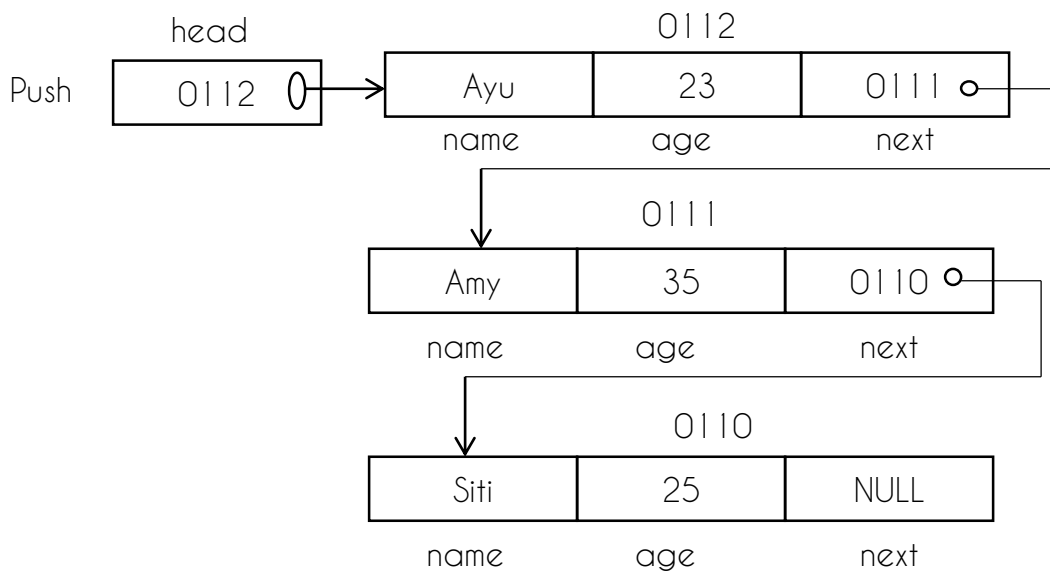 head
0112
Push
0112
Ayu
23
0111
name
age
next
0111
Amy
35
0110
name
age
next
0110
Siti
25
NULL
name
age
next